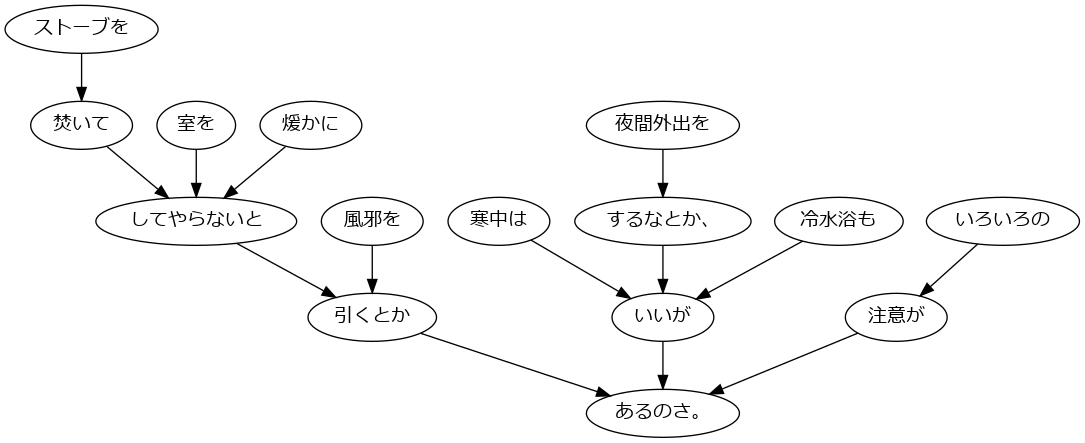 ストーブを
焚いて 室を 煖かに 夜間外出を
してやらないと 風邪を 寒中は するなとか、 冷水浴も いろいろの
引くとか いいが 注意が
あるのさ。